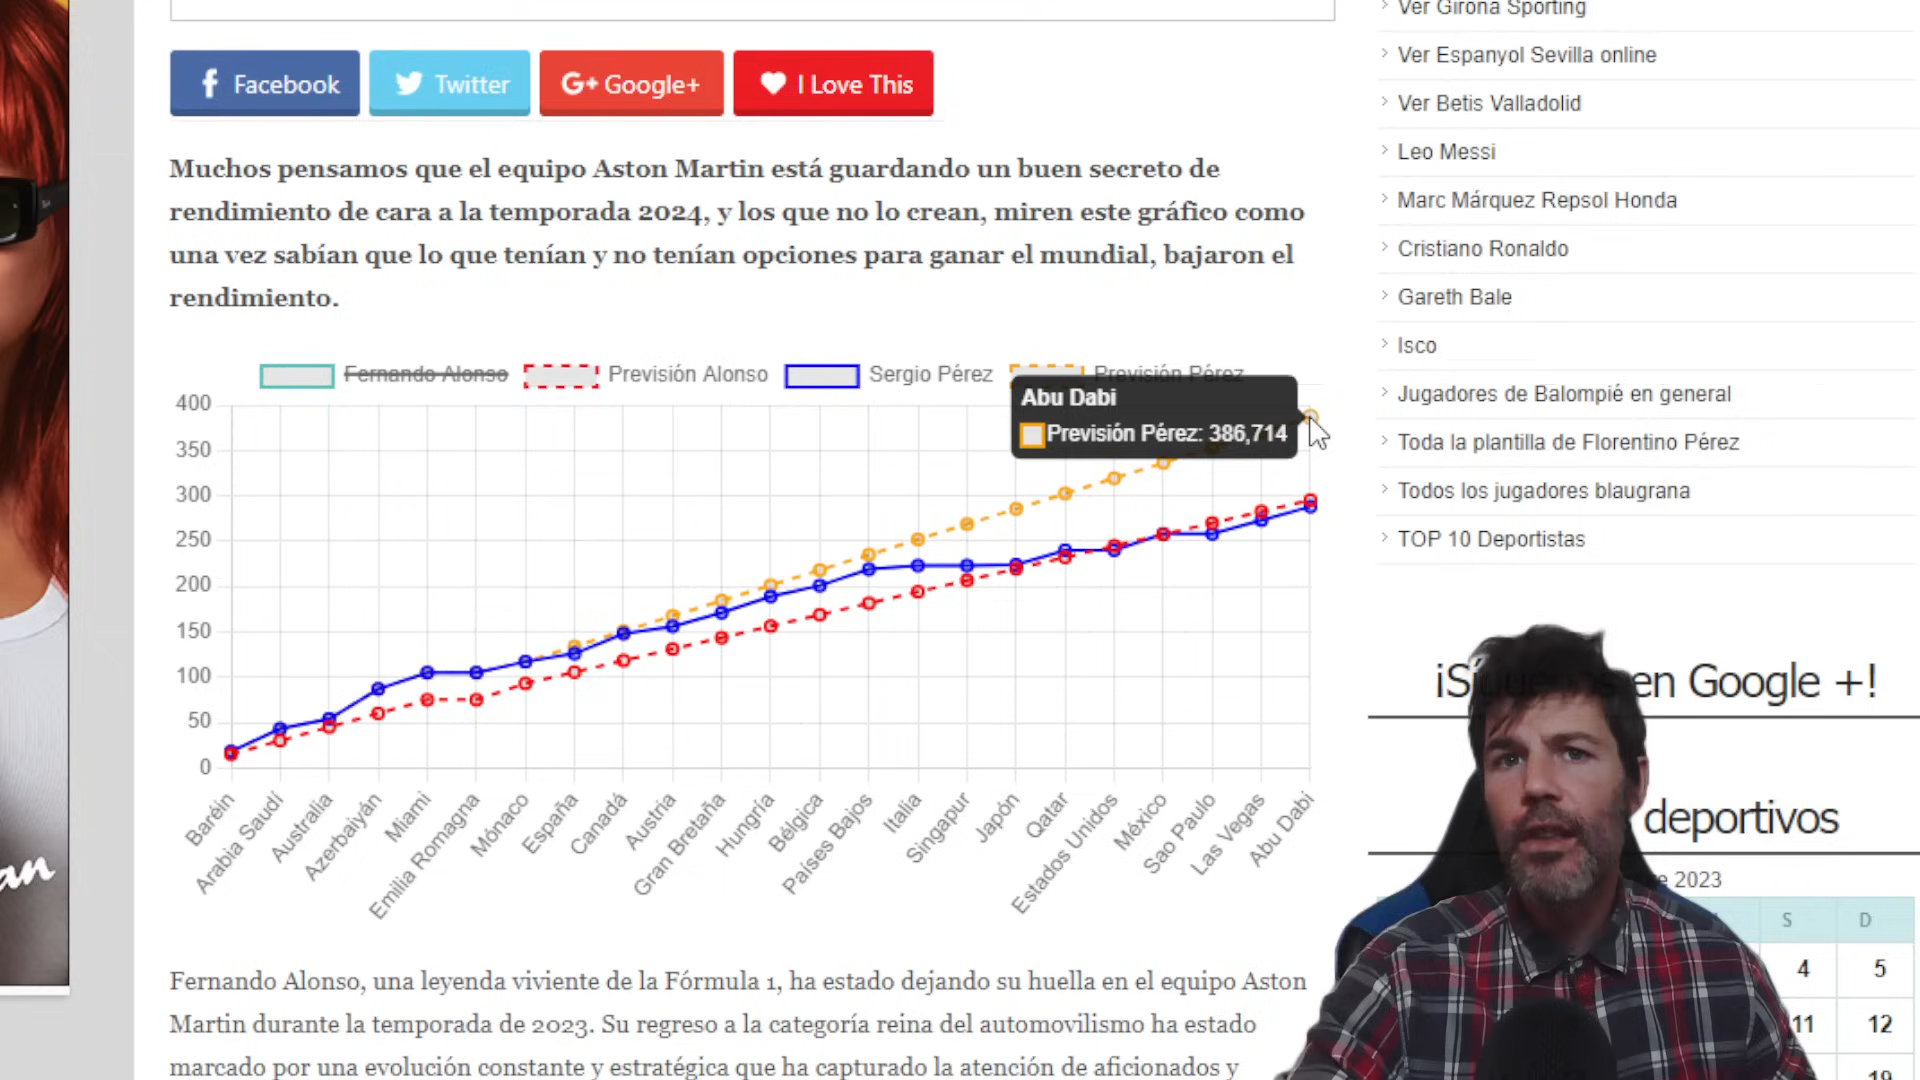 Facebook
Twitter
G+ Google+
I Love This
Muchos pensamos que el equipo Aston Martin está guardando un buen secreto de
rendimiento de cara a la temporada 2024, y los que no lo crean, miren este gráfico como
una vez sabían que lo que tenían y no tenían opciones para ganar el mundial, bajaron el
rendimiento.
Fernando Alonso
Previsión Alonso
Sergio Pérez
Previsión Pérez
Abu Dabi
Previsión Pérez: 386,714
400
350
300
250
200
150
100
50
0
Baréin
Arabia Saudí
Australia
Azerbaiyán
Miami
Emilia Romagna
Mónaco
España
Canadá
Austria
Gran Bretaña
Hungría
Bélgica
Países Bajos
Italia
Singapur
Japón
Qatar
Estados Unidos
México
Sao Paulo
Las Vegas
Abu Dabi
Fernando Alonso, una leyenda viviente de la Fórmula 1, ha estado dejando su huella en el equipo Aston
Martin durante la temporada de 2023. Su regreso a la categoría reina del automovilismo ha estado
marcado por una evolución constante y estratégica que ha capturado la atención de aficionados y
Ver Girona Sporting
Ver Espanyol Sevilla online
Ver Betis Valladolid
Leo Messi
Marc Márquez Repsol Honda
Cristiano Ronaldo
Gareth Bale
Isco
Jugadores de Balompié en general
Toda la plantilla de Florentino Pérez
Todos los jugadores blaugrana
TOP 10 Deportistas
en Google +!
deportivos
2023
S D
4 5
11 12
19